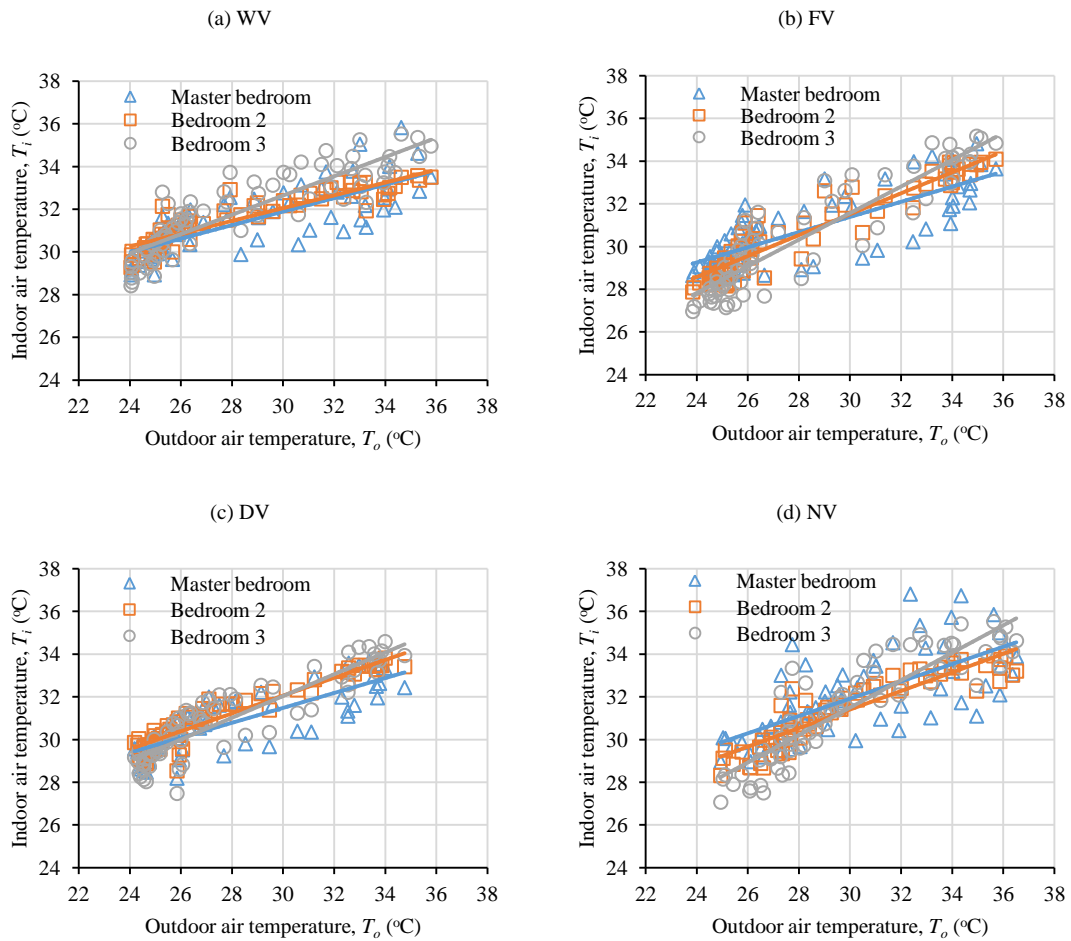 (a) WV
38
36
34
32
30
28
26
24
22 24 26 28 30 32 34 36 38
Indoor air temperature, Ti (oC)
Outdoor air temperature, To (oC)
Master bedroom
Bedroom 2
Bedroom 3
(b) FV
38
36
34
32
30
28
26
24
22 24 26 28 30 32 34 36 38
Indoor air temperature, Ti (oC)
Outdoor air temperature, To (oC)
Master bedroom
Bedroom 2
Bedroom 3
(c) DV
38
36
34
32
30
28
26
24
22 24 26 28 30 32 34 36 38
Indoor air temperature, Ti (oC)
Outdoor air temperature, To (oC)
Master bedroom
Bedroom 2
Bedroom 3
(d) NV
38
36
34
32
30
28
26
24
22 24 26 28 30 32 34 36 38
Indoor air temperature, Ti (oC)
Outdoor air temperature, To (oC)
Master bedroom
Bedroom 2
Bedroom 3